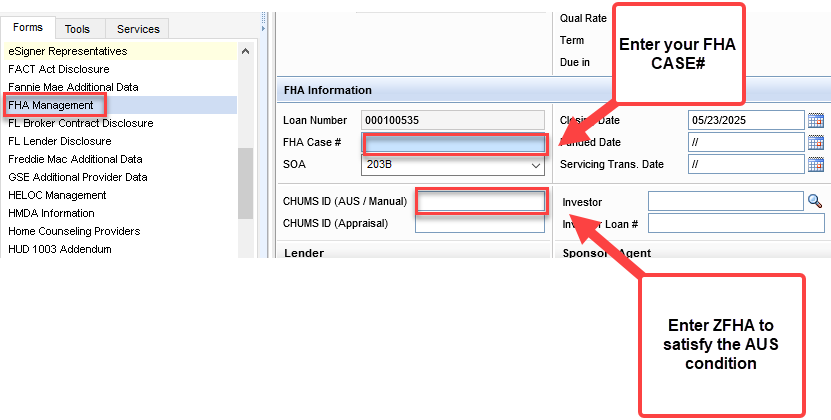 Forms
Tools
Services
eSigner Representatives
FACT Act Disclosure
Fannie Mae Additional Data
FHA Management
FL Broker Contract Disclosure
FL Lender Disclosure
Freddie Mac Additional Data
GSE Additional Provider Data
HELOC Management
HMDA Information
Home Counseling Providers
HUD 1003 Addendum
Qual Rate
Term
Due in
Enter your FHA
CASE#
FHA Information
Loan Number 000100535
FHA Case #
SOA 203B
Date 05/23/2025
Date //
Servicing Trans. Date //
CHUMS ID (AUS / Manual)
CHUMS ID (Appraisal)
Investor
Loan #
Lender
Agent
Enter ZFHA to
satisfy the AUS
condition